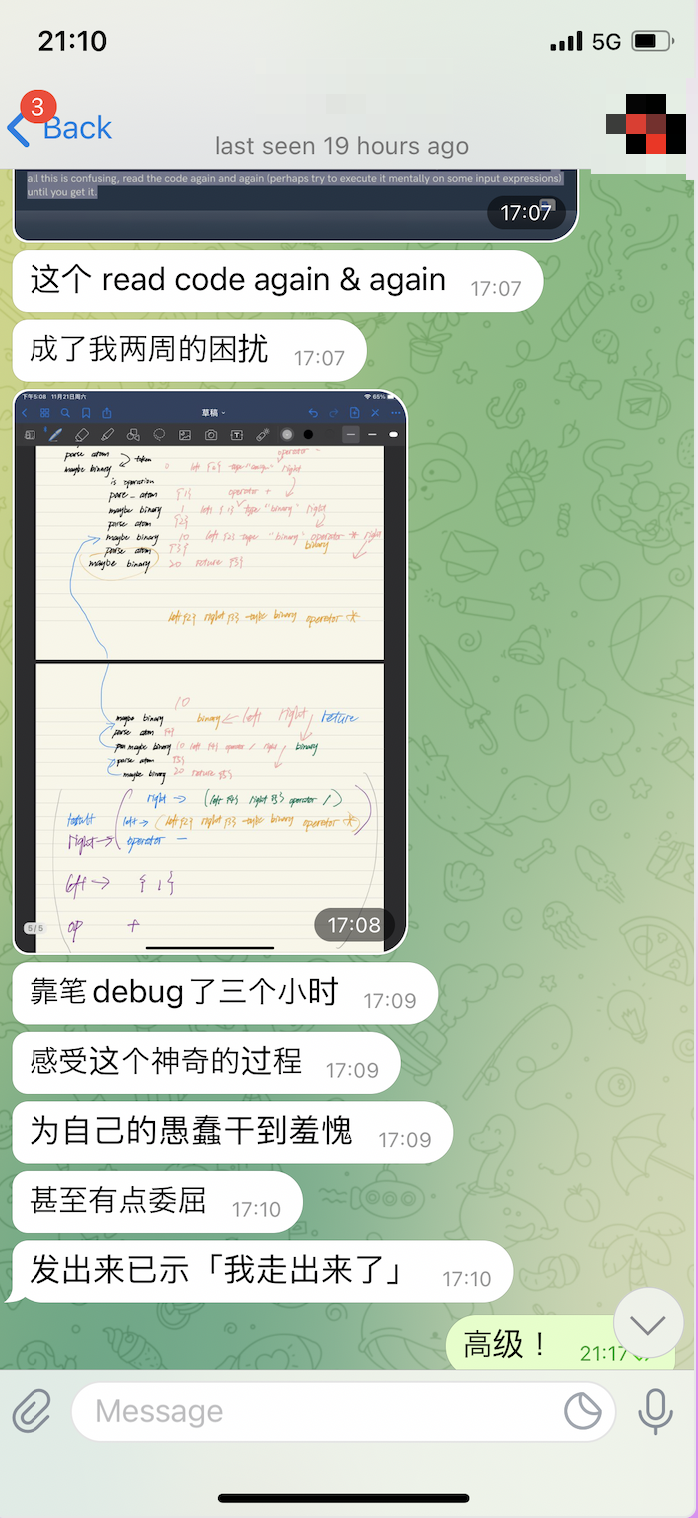 21:10
5G
3
Back
last seen 19 hours ago
all this is confusing, read the code again and again (perhaps try to execute it mentally on some input expressions)
until you get it.
17:07
这个 read code again & again 17:07
成了我两周的困扰 17:07
下午5:08 11月21日周六 65%
草稿
parse atom token operator -
maybe binary 0 left right
is operation
parse_atom {1} operator +
maybe binary 1 left {1} type "binary" right
parse atom {2}
maybe binary 10 left {2} type "binary" operator * right
parse atom {3} binary
maybe binary 20 return {3}
left {2} right {3} type binary operator *
10
maybe binary binary ← left right return
parse atom {4}
maybe binary 10 left {4} operator / right binary
parse atom {3}
maybe binary 20 return {3}
right → (left {4} right {3} operator /)
left → (left {2} right {3} type binary operator *)
right → operator -
left → {1}
op +
5/5
17:08
靠笔debug了三个小时 17:09
感受这个神奇的过程 17:09
为自己的愚蠢干到羞愧 17:09
甚至有点委屈 17:10
发出来已示「我走出来了」 17:10
高级！ 21:17
Message